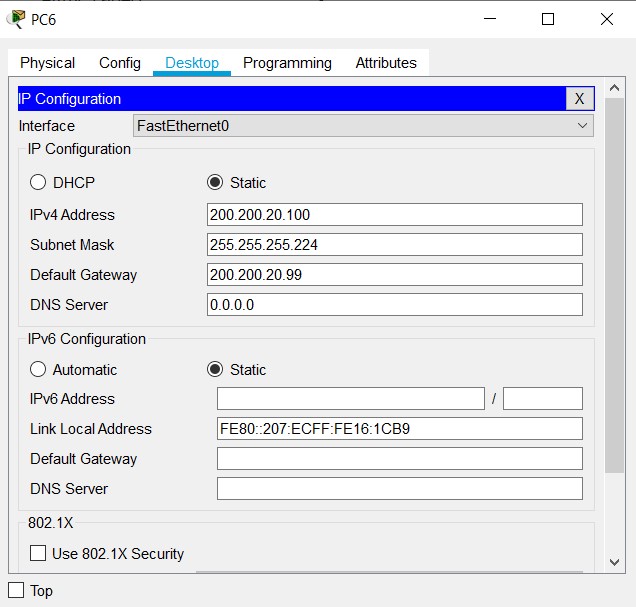 PC6
Physical Config Desktop Programming Attributes
IP Configuration X
Interface FastEthernet0
IP Configuration
DHCP Static
IPv4 Address 200.200.20.100
Subnet Mask 255.255.255.224
Default Gateway 200.200.20.99
DNS Server 0.0.0.0
IPv6 Configuration
Automatic Static
IPv6 Address /
Link Local Address FE80::207:ECFF:FE16:1CB9
Default Gateway
DNS Server
802.1X
Use 802.1X Security
Top